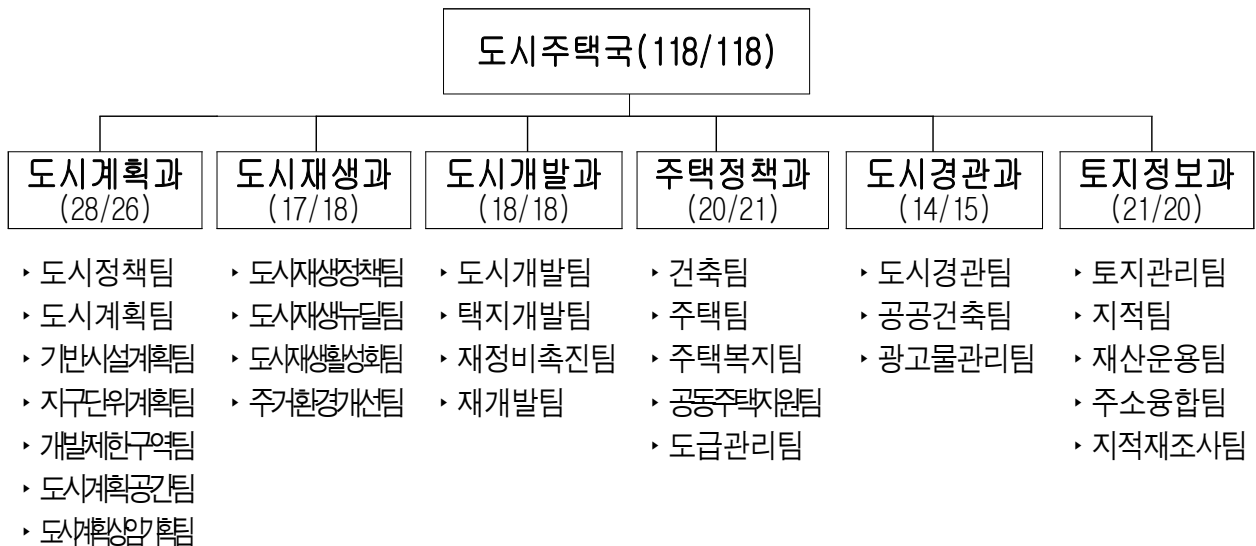 도시주택국(118/118)
도시계획과
(28/26)
‣ 도시정책팀
‣ 도시계획팀
‣ 기반시설계획팀
‣ 지구단위계획팀
‣ 개발제한구역팀
‣ 도시계획공간팀
도시재생과
(17/18)
‣ 도시재생정책팀
‣ 도시재생뉴딜팀
‣ 도시재생활성화팀
‣ 주거환경개선팀
도시개발과
(18/18)
‣ 도시개발팀
‣ 택지개발팀
‣ 재정비촉진팀
‣ 재개발팀
주택정책과
(20/21)
‣ 건축팀
‣ 주택팀
‣ 주택복지팀
‣ 공동주택지원팀
‣ 도급관리팀
도시경관과
(14/15)
‣ 도시경관팀
‣ 공공건축팀
‣ 광고물관리팀
토지정보과
(21/20)
‣ 토지관리팀
‣ 지적팀
‣ 재산운용팀
‣ 주소융합팀
‣ 지적재조사팀